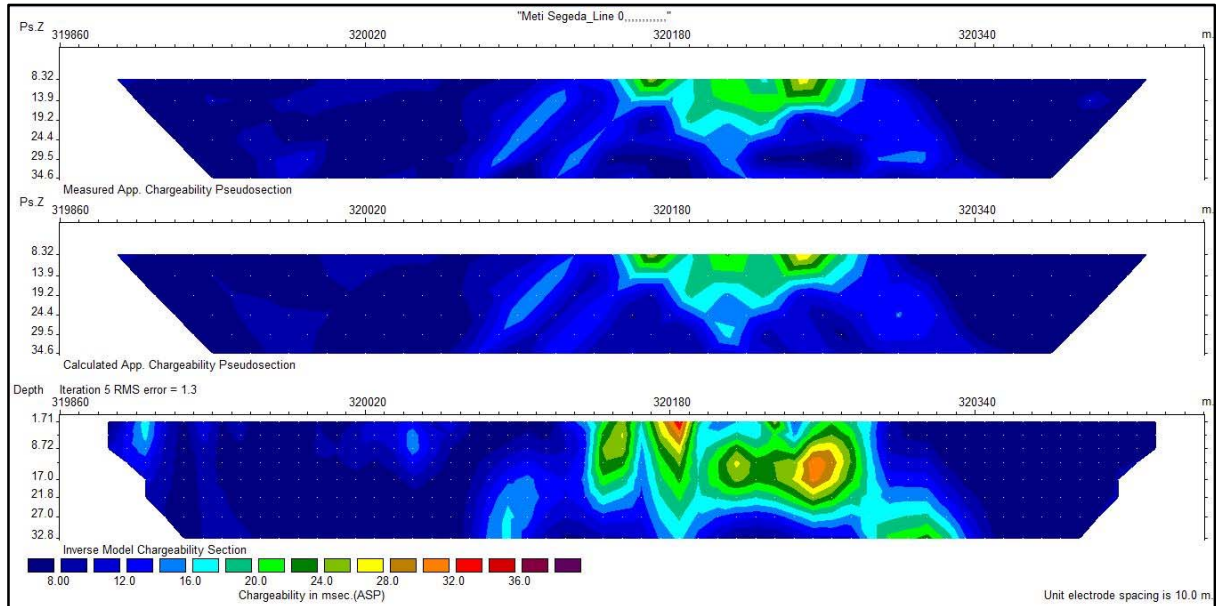 "Meti Segeda_Line 0,,,,,,,,,,,,"
Ps.Z
319860 320020 320180 320340 m.
8.32
13.9
19.2
24.4
29.5
34.6
Measured App. Chargeability Pseudosection
Ps.Z
319860 320020 320180 320340 m.
8.32
13.9
19.2
24.4
29.5
34.6
Calculated App. Chargeability Pseudosection
Depth Iteration 5 RMS error = 1.3
319860 320020 320180 320340 m.
1.71
8.72
17.0
21.8
27.0
32.8
Inverse Model Chargeability Section
8.00 12.0 16.0 20.0 24.0 28.0 32.0 36.0
Chargeability in msec.(ASP) Unit electrode spacing is 10.0 m.